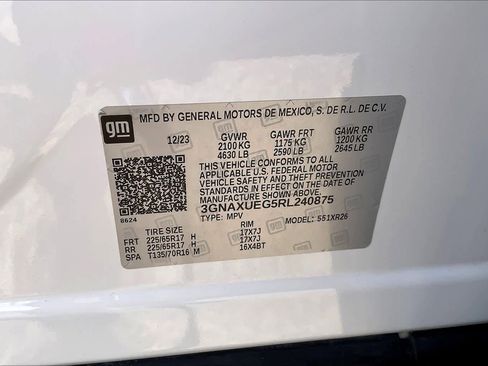 gm
MFD BY GENERAL MOTORS DE MEXICO, S. DE R.L. DE C.V.
12/23 GVWR GAWR FRT GAWR RR
2100 KG 1175 KG 1200 KG
4630 LB 2590 LB 2645 LB
THIS VEHICLE CONFORMS TO ALL
APPLICABLE U.S. FEDERAL MOTOR
VEHICLE SAFETY, BUMPER, AND THEFT
PREVENTION STANDARDS IN EFFECT ON
THE DATE OF MANUFACTURE SHOWN ABOVE.
3GNAXUEG5RL240875
8624
TYPE: MPV MODEL: 551XR26
TIRE SIZE RIM
FRT 225/65R17 H 17X7J
RR 225/65R17 H 17X7J
SPA T135/70R16 M 16X4BT